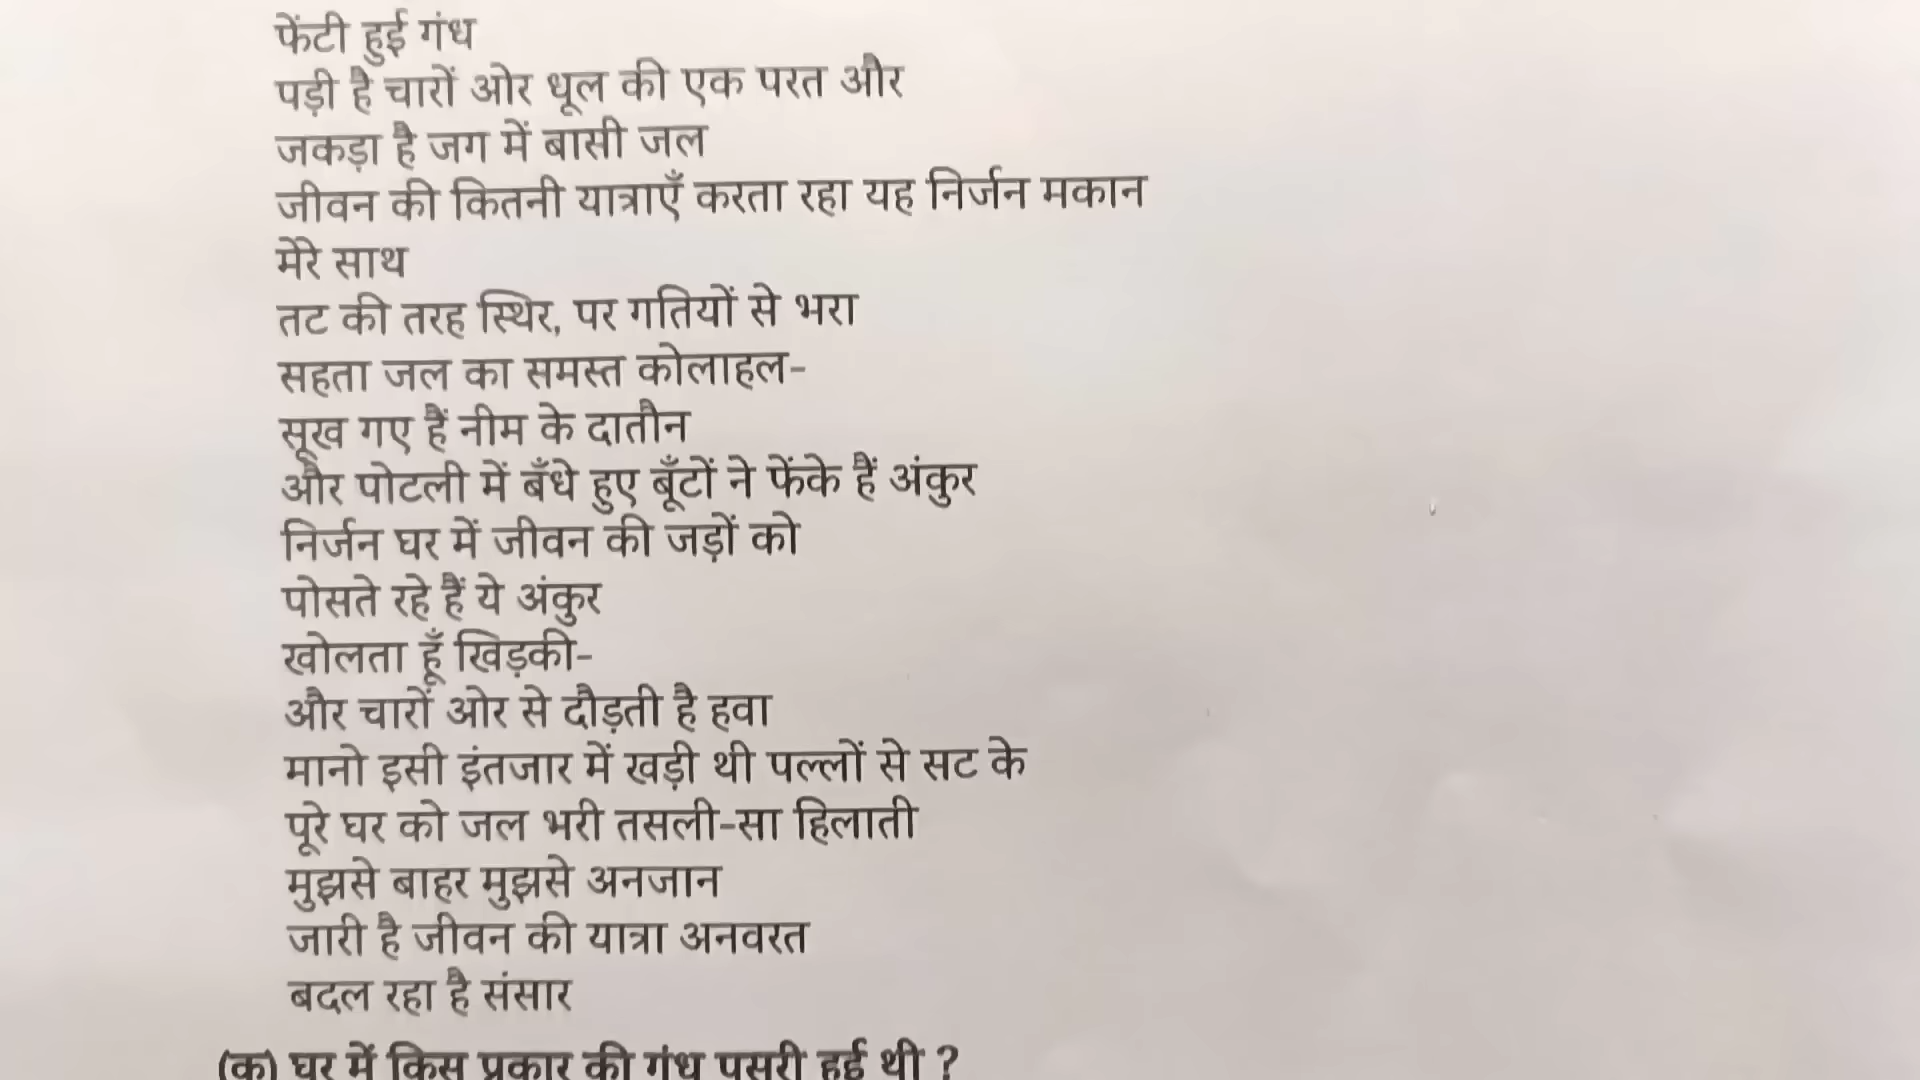 फेंटी हुई गंध
पड़ी है चारों ओर धूल की एक परत और
जकड़ा है जग में बासी जल
जीवन की कितनी यात्राएँ करता रहा यह निर्जन मकान
मेरे साथ
तट की तरह स्थिर, पर गतियों से भरा
सहता जल का समस्त कोलाहल-
सूख गए हैं नीम के दातौन
और पोटली में बँधे हुए बूँटों ने फेंके हैं अंकुर
निर्जन घर में जीवन की जड़ों को
पोसते रहे हैं ये अंकुर
खोलता हूँ खिड़की-
और चारों ओर से दौड़ती है हवा
मानो इसी इंतजार में खड़ी थी पल्लों से सट के
पूरे घर को जल भरी तसली-सा हिलाती
मुझसे बाहर मुझसे अनजान
जारी है जीवन की यात्रा अनवरत
बदल रहा है संसार
(क) घर में किस प्रकार की गंध पसरी हुई थी ?